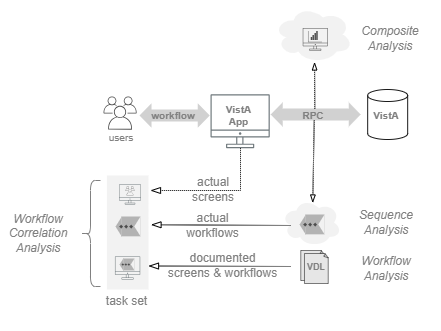 Composite
Analysis
users
workflow
VistA
App
RPC
VistA
actual
screens
Workflow
Correlation
Analysis
actual
workflows
Sequence
Analysis
documented
screens & workflows
VDL
Workflow
Analysis
task set